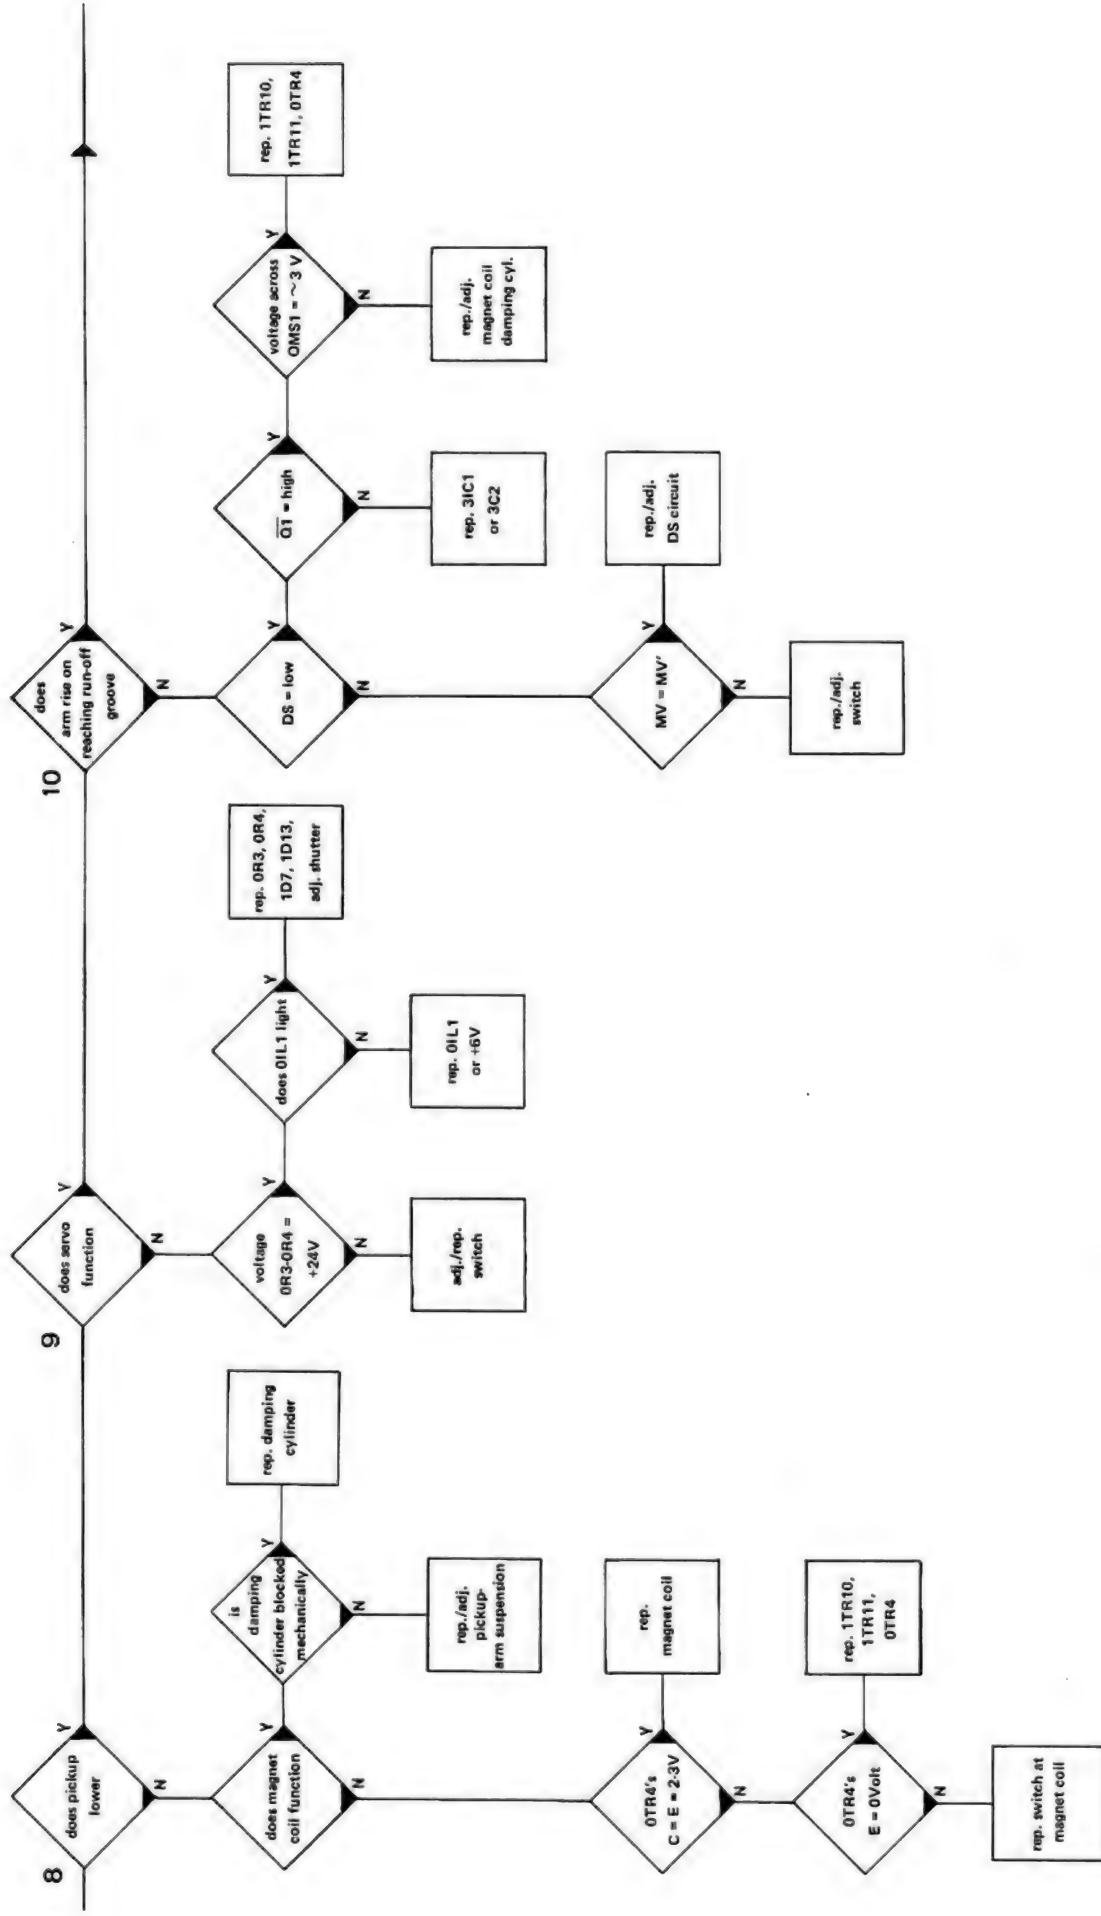 8
does pickup
lower
Y
N
does magnet
coil function
Y
N
is
damping
cylinder blocked
mechanically
Y
N
rep. damping
cylinder
rep./adj.
pickup-
arm suspension
0TR4's
C = E = 2-3V
Y
N
rep.
magnet coil
0TR4's
E = 0Volt
Y
N
rep. 1TR10,
1TR11,
0TR4
rep. switch at
magnet coil
9
does servo
function
Y
N
voltage
0R3-0R4 =
+24V
Y
N
does 0IL1 light
Y
N
rep. 0R3, 0R4,
1D7, 1D13,
adj. shutter
rep. 0IL1
or +6V
adj./rep.
switch
10
does
arm rise on
reaching run-off
groove
Y
N
DS = low
Y
N
Q̅1̅ = high
Y
N
voltage across
OMS1 = ~3 V
Y
N
rep. 1TR10,
1TR11, 0TR4
rep./adj.
magnet coil
damping cyl.
rep. 3IC1
or 3C2
MV = MV'
Y
N
rep./adj.
DS circuit
rep./adj.
switch